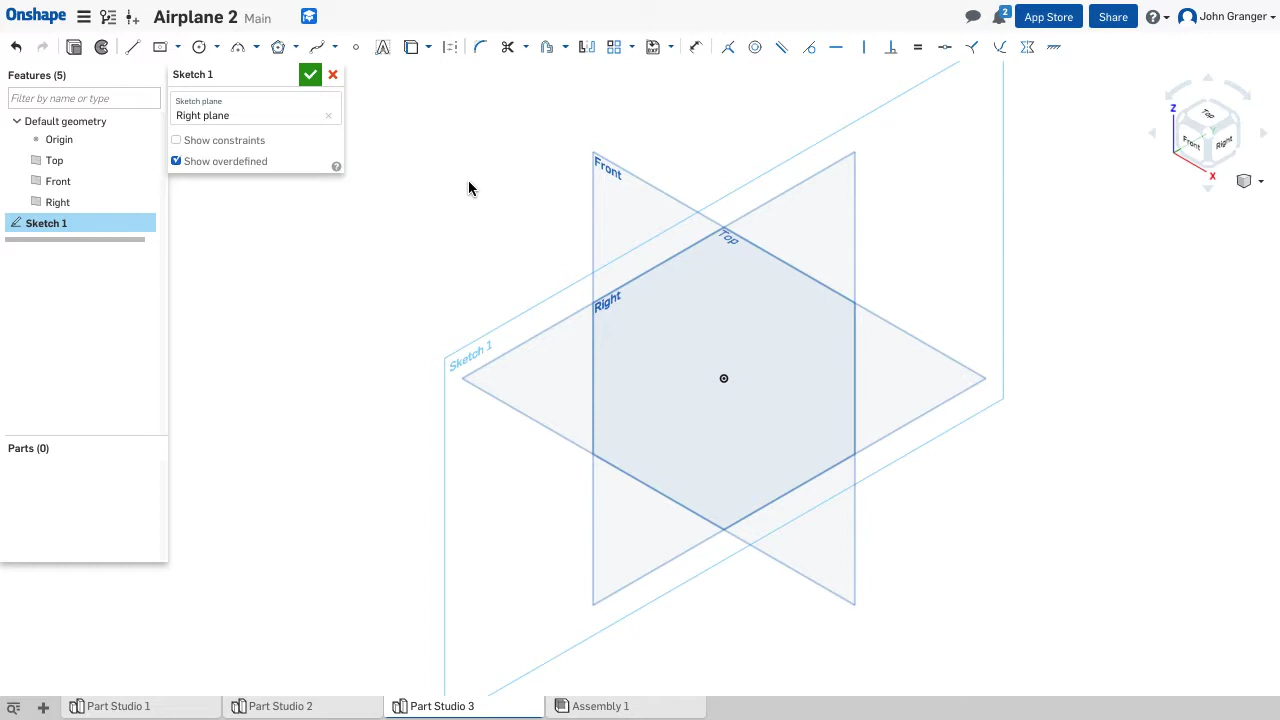 Onshape
Airplane 2 Main
2
App Store
Share
John Granger
Features (5)
Filter by name or type
Default geometry
Origin
Top
Front
Right
Sketch 1
Parts (0)
Sketch 1
Sketch plane
Right plane
Show constraints
Show overdefined
Front
Top
Right
Sketch 1
Z
Top
Front
Right
X
Part Studio 1
Part Studio 2
Part Studio 3
Assembly 1